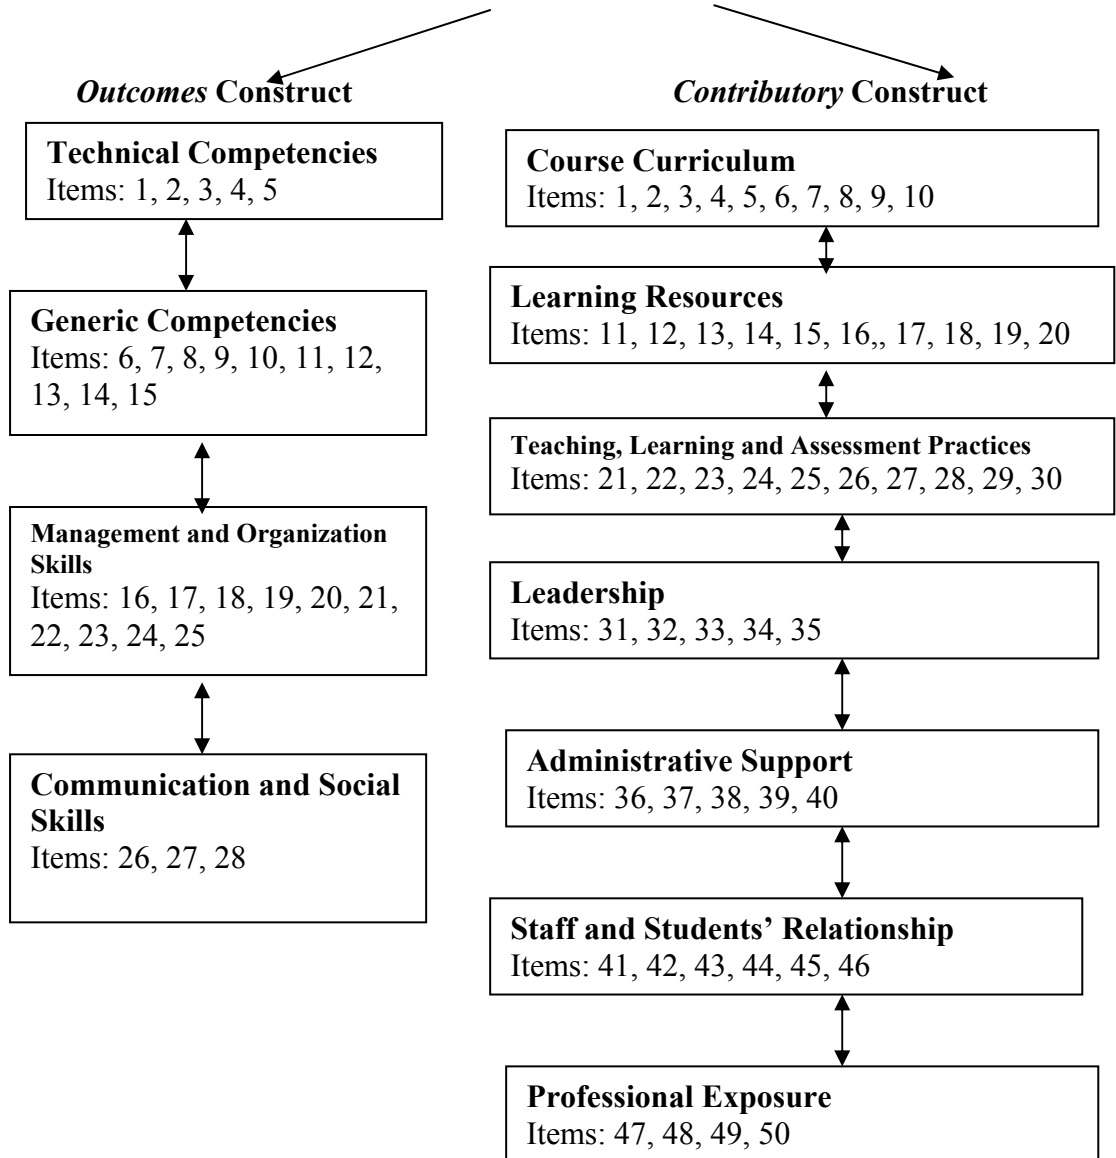 Outcomes Construct
Technical Competencies
Items: 1, 2, 3, 4, 5
Generic Competencies
Items: 6, 7, 8, 9, 10, 11, 12,
13, 14, 15
Management and Organization
Skills
Items: 16, 17, 18, 19, 20, 21,
22, 23, 24, 25
Communication and Social
Skills
Items: 26, 27, 28
Contributory Construct
Course Curriculum
Items: 1, 2, 3, 4, 5, 6, 7, 8, 9, 10
Learning Resources
Items: 11, 12, 13, 14, 15, 16,, 17, 18, 19, 20
Teaching, Learning and Assessment Practices
Items: 21, 22, 23, 24, 25, 26, 27, 28, 29, 30
Leadership
Items: 31, 32, 33, 34, 35
Administrative Support
Items: 36, 37, 38, 39, 40
Staff and Students’ Relationship
Items: 41, 42, 43, 44, 45, 46
Professional Exposure
Items: 47, 48, 49, 50